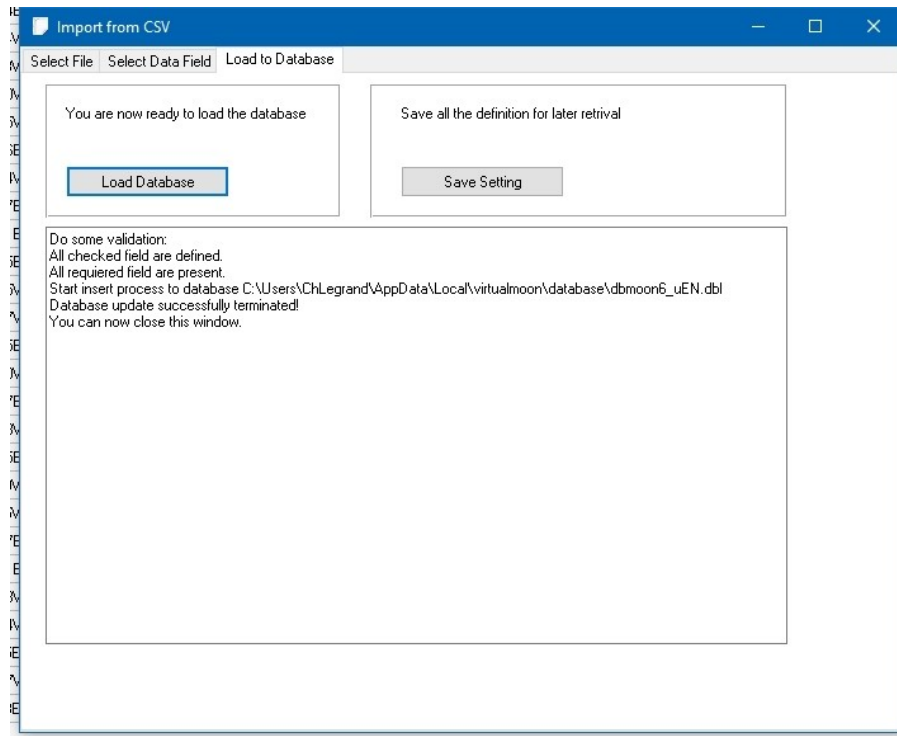 Import from CSV
Select File
Select Data Field
Load to Database
You are now ready to load the database
Save all the definition for later retrival
Load Database
Save Setting
Do some validation:
All checked field are defined.
All requiered field are present.
Start insert process to database C:\Users\ChLegrand\AppData\Local\virtualmoon\database\dbmoon6_uEN.dbl
Database update successfully terminated!
You can now close this window.